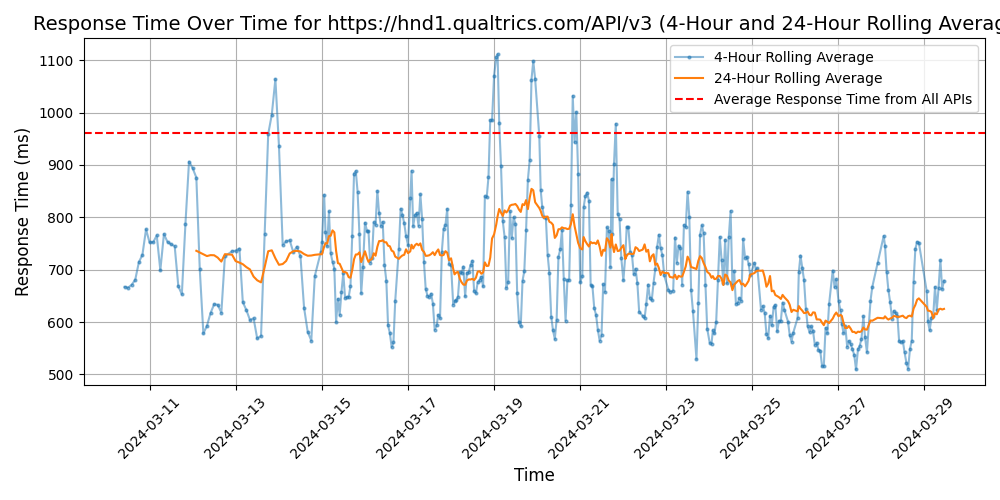 Response Time Over Time for https://hnd1.qualtrics.com/API/v3 (4-Hour and 24-Hour Rolling Averag
4-Hour Rolling Average
24-Hour Rolling Average
Average Response Time from All APIs
Response Time (ms)
1100
1000
900
800
700
600
500
2024-03-11
2024-03-13
2024-03-15
2024-03-17
2024-03-19
2024-03-21
2024-03-23
2024-03-25
2024-03-27
2024-03-29
Time